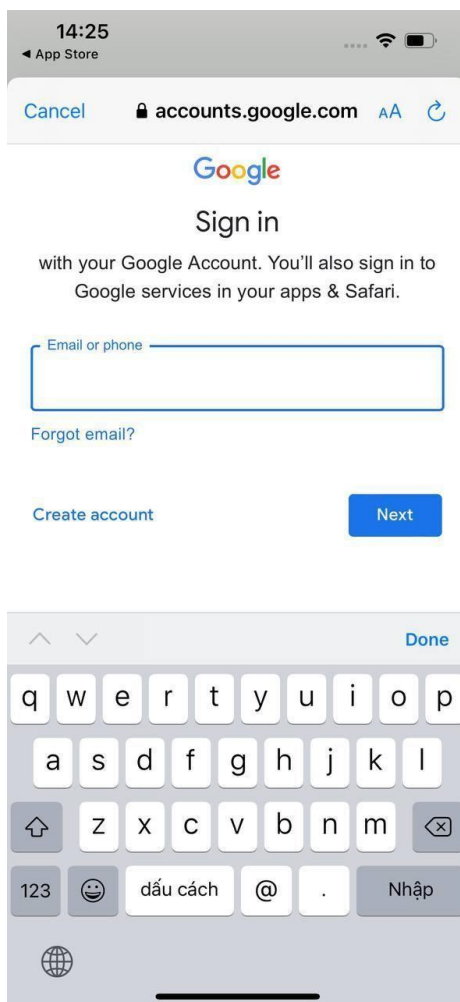 14:25
◀ App Store
Cancel accounts.google.com AA
Google
Sign in
with your Google Account. You’ll also sign in to
Google services in your apps & Safari.
Email or phone
Forgot email?
Create account Next
Done
q w e r t y u i o p
a s d f g h j k l
z x c v b n m
123 dấu cách @ . Nhập